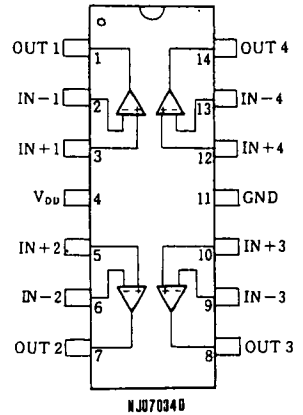 OUT 1 1 14 OUT 4
IN−1 2 13 IN−4
IN+1 3 12 IN+4
VDD 4 11 GND
IN+2 5 10 IN+3
IN−2 6 9 IN−3
OUT 2 7 8 OUT 3
NJU7034D